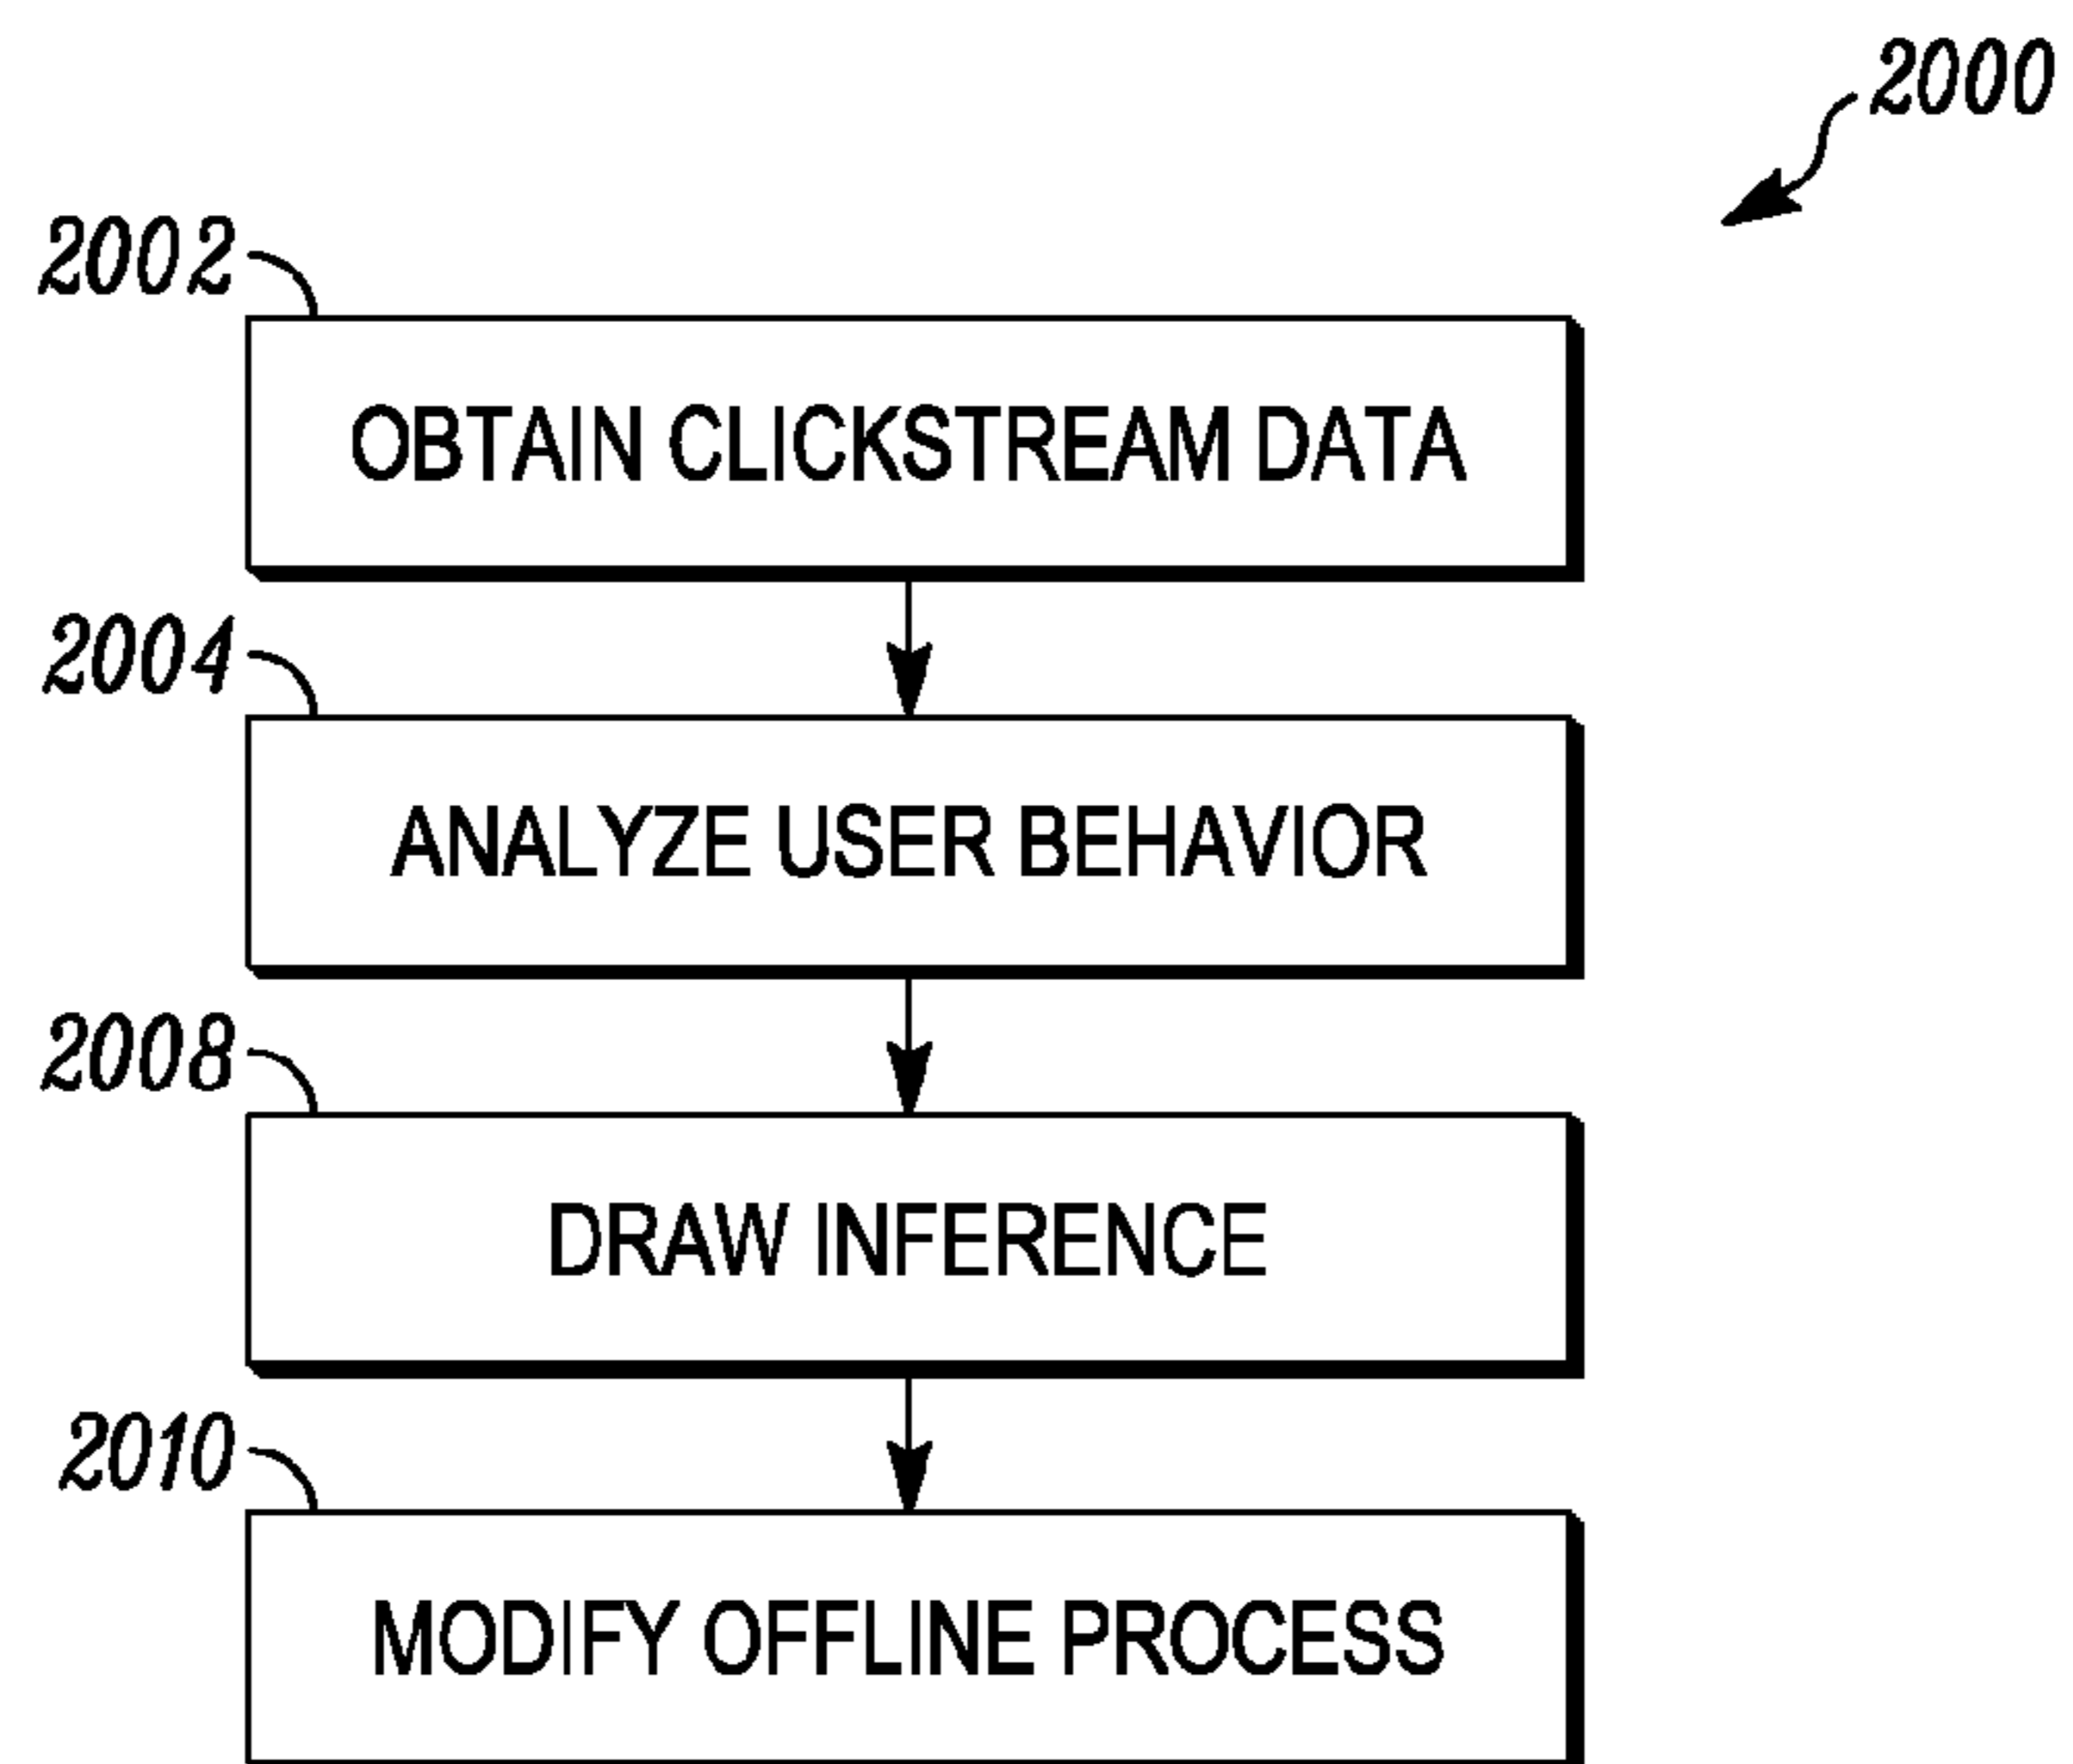 2000
2002
OBTAIN CLICKSTREAM DATA
2004
ANALYZE USER BEHAVIOR
2008
DRAW INFERENCE
2010
MODIFY OFFLINE PROCESS